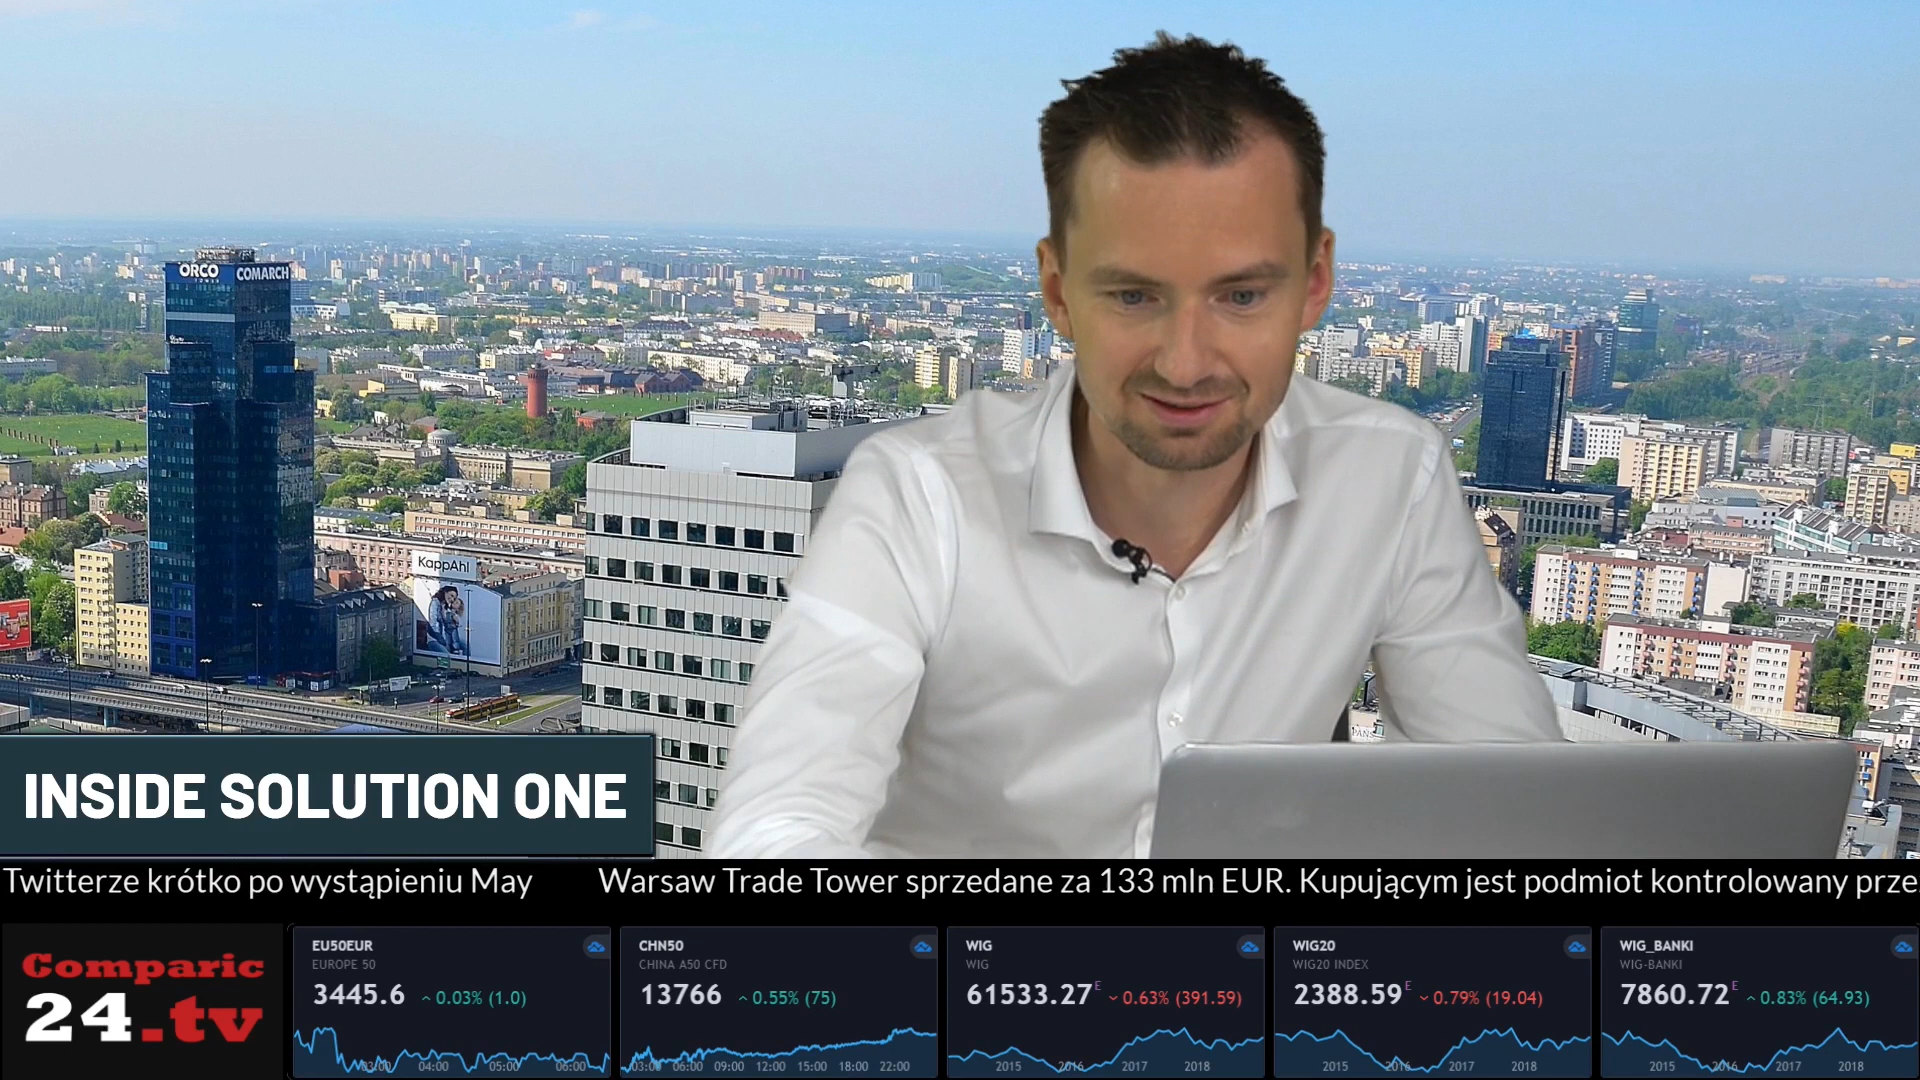 ORCO
TOWER
COMARCH
KappAhl
INSIDE SOLUTION ONE
Twitterze krótko po wystąpieniu May
Warsaw Trade Tower sprzedane za 133 mln EUR. Kupującym jest podmiot kontrolowany prze
Comparic
24.tv
EU50EUR
EUROPE 50
3445.6 0.03% (1.0)
03:00 04:00 05:00 06:00
CHN50
CHINA A50 CFD
13766 0.55% (75)
03:00 06:00 09:00 12:00 15:00 18:00 22:00
WIG
WIG
61533.27 E 0.63% (391.59)
2015 2016 2017 2018
WIG20
WIG20 INDEX
2388.59 E 0.79% (19.04)
2015 2016 2017 2018
WIG_BANKI
WIG-BANKI
7860.72 E 0.83% (64.93)
2015 2016 2017 2018